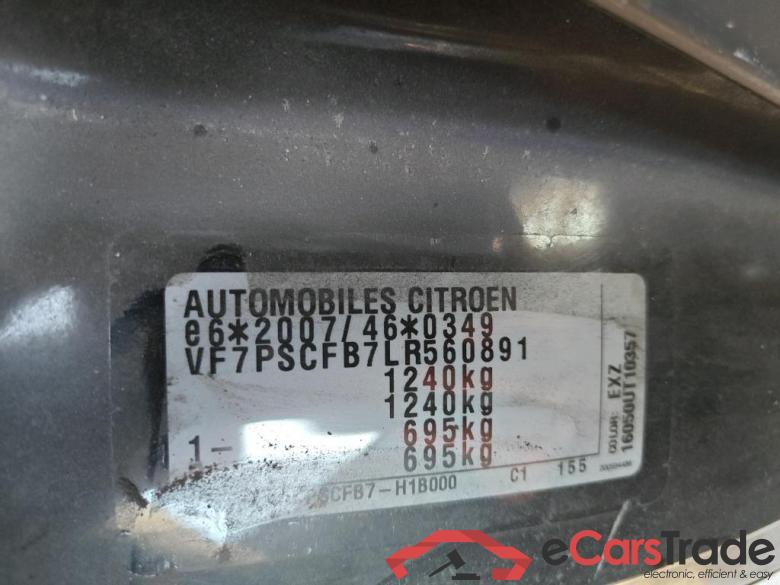 AUTOMOBILES CITROEN
e6*2007/46*0349
VF7PSCFB7LR560891
1240kg
1240kg
1- 695kg
695kg
PSCFB7-H1B000 C1 155
COLOR: EXZ
16050UT10357
eCarsTrade
electronic, efficient & easy